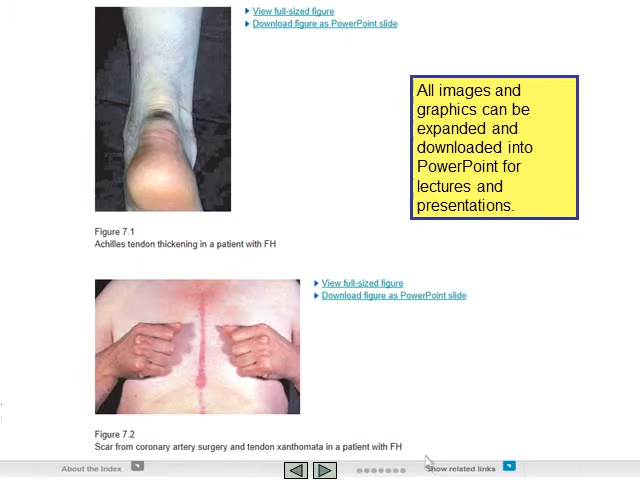 View full-sized figure
Download figure as PowerPoint slide
All images and
graphics can be
expanded and
downloaded into
PowerPoint for
lectures and
presentations.
Figure 7.1
Achilles tendon thickening in a patient with FH
View full-sized figure
Download figure as PowerPoint slide
Figure 7.2
Scar from coronary artery surgery and tendon xanthomata in a patient with FH
About the Index
Show related links